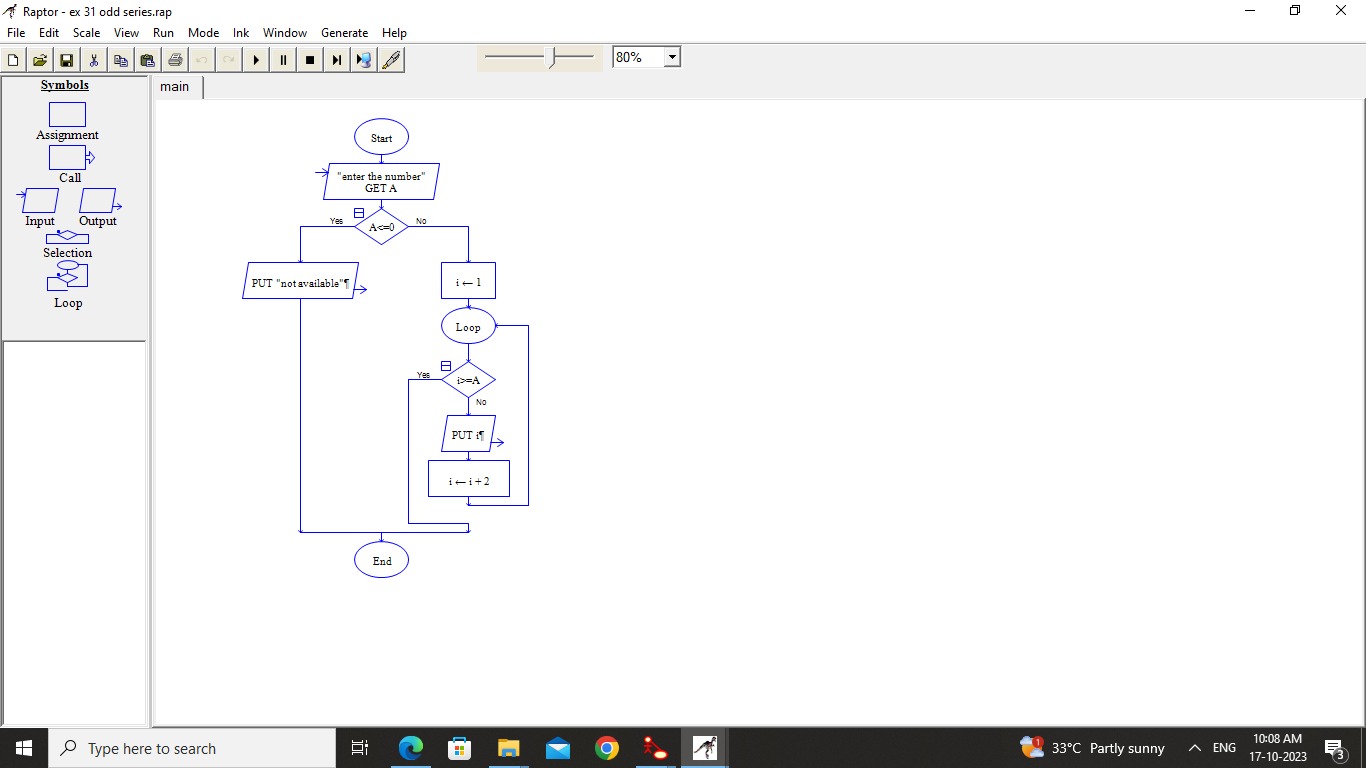 Raptor - ex 31 odd series.rap
File Edit Scale View Run Mode Ink Window Generate Help
80%
Symbols
main
Assignment
Call
Input Output
Selection
Loop
Start
"enter the number"
GET A
Yes No
A<=0
PUT "not available"¶
i ← 1
Loop
Yes
i>=A
No
PUT i¶
i ← i + 2
End
Type here to search
1
33°C Partly sunny
ENG
10:08 AM
17-10-2023
3